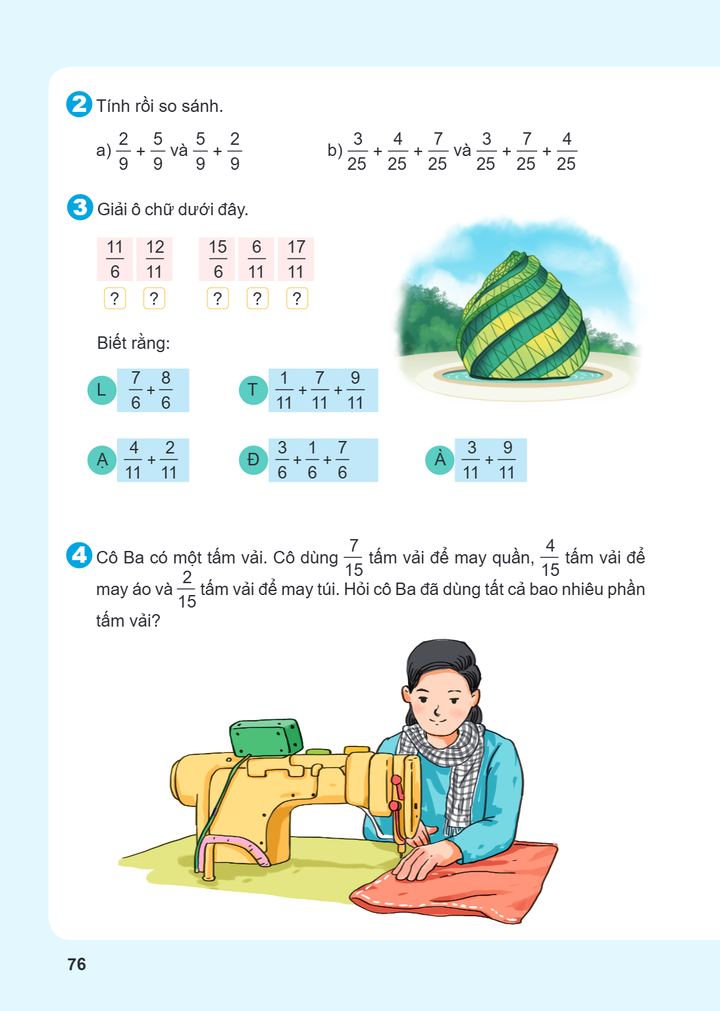 2 Tính rồi so sánh.
a) 2/9 + 5/9 và 5/9 + 2/9
b) 3/25 + 4/25 + 7/25 và 3/25 + 7/25 + 4/25
3 Giải ô chữ dưới đây.
11/6 12/11 15/6 6/11 17/11
? ? ? ? ?
Biết rằng:
L 7/6 + 8/6
T 1/11 + 7/11 + 9/11
Ạ 4/11 + 2/11
Đ 3/6 + 1/6 + 7/6
À 3/11 + 9/11
4 Cô Ba có một tấm vải. Cô dùng 7/15 tấm vải để may quần, 4/15 tấm vải để
may áo và 2/15 tấm vải để may túi. Hỏi cô Ba đã dùng tất cả bao nhiêu phần
tấm vải?
76